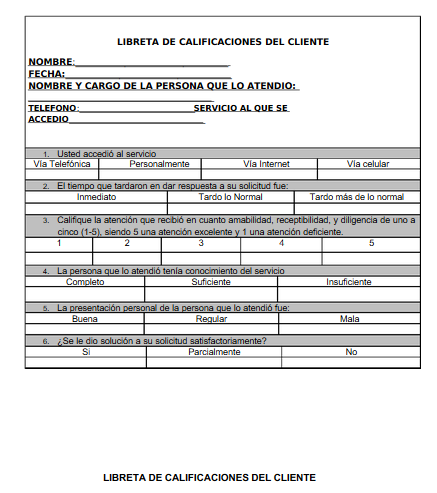 LIBRETA DE CALIFICACIONES DEL CLIENTE
NOMBRE:
FECHA:
NOMBRE Y CARGO DE LA PERSONA QUE LO ATENDIO:
TELEFONO: SERVICIO AL QUE SE
ACCEDIO
1. Usted accedió al servicio
Vía Telefónica Personalmente Vía Internet Vía celular
2. El tiempo que tardaron en dar respuesta a su solicitud fue:
Inmediato Tardo lo Normal Tardo más de lo normal
3. Califique la atención que recibió en cuanto amabilidad, receptibilidad, y diligencia de uno a
cinco (1-5), siendo 5 una atención excelente y 1 una atención deficiente.
1 2 3 4 5
4. La persona que lo atendió tenía conocimiento del servicio
Completo Suficiente Insuficiente
5. La presentación personal de la persona que lo atendió fue:
Buena Regular Mala
6. ¿Se le dio solución a su solicitud satisfactoriamente?
Si Parcialmente No
LIBRETA DE CALIFICACIONES DEL CLIENTE